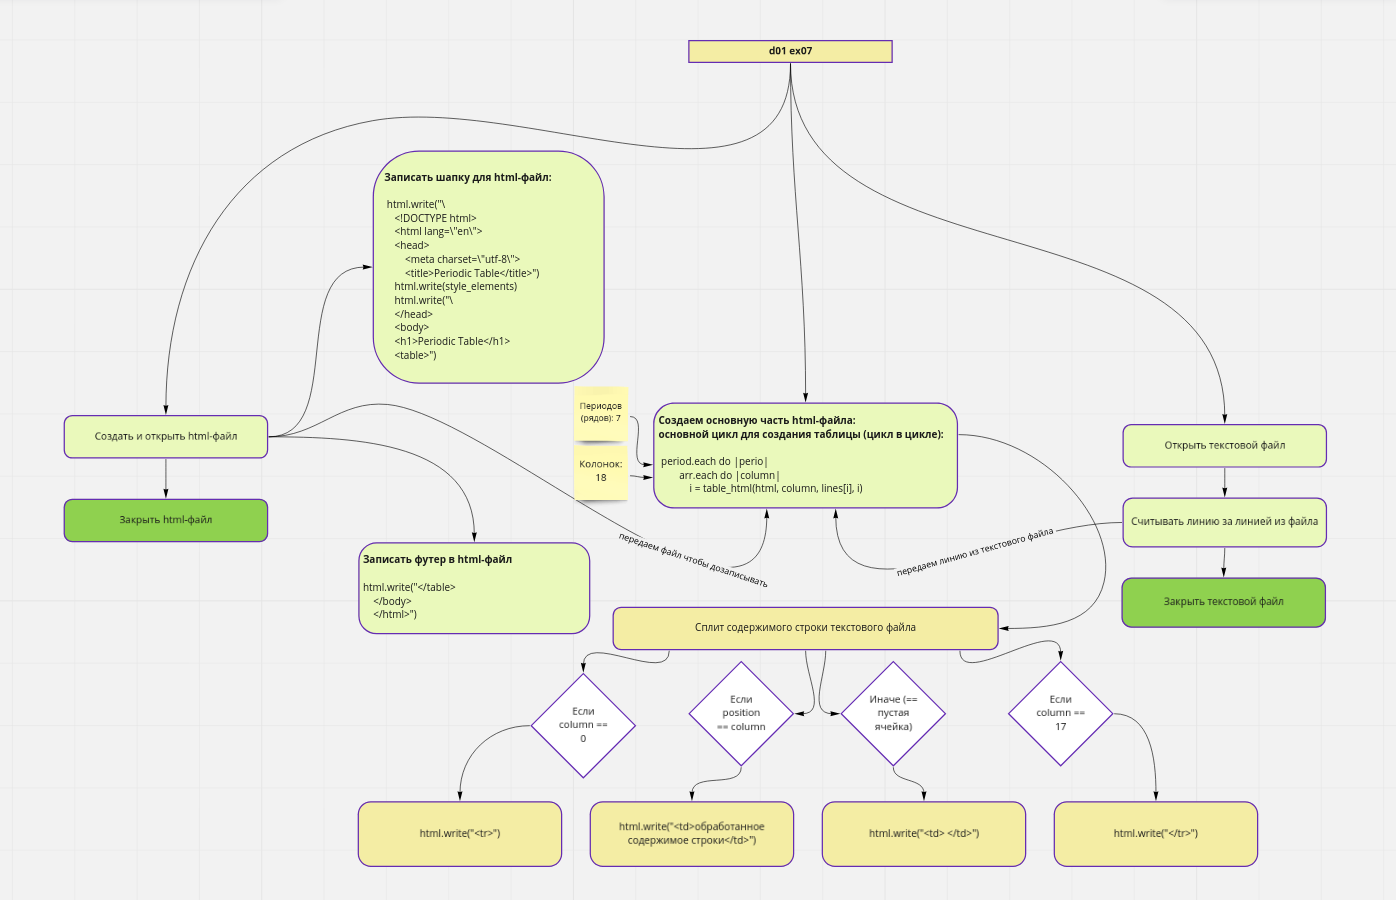 d01 ex07
Записать шапку для html-файл:
html.write("\
<!DOCTYPE html>
<html lang=\"en\">
<head>
<meta charset=\"utf-8\">
<title>Periodic Table</title>")
html.write(style_elements)
html.write("\
</head>
<body>
<h1>Periodic Table</h1>
<table>")
Создать и открыть html-файл
Закрыть html-файл
Записать футер в html-файл
html.write("</table>
</body>
</html>")
Периодов
(рядов): 7
Колонок:
18
Создаем основную часть html-файла:
основной цикл для создания таблицы (цикл в цикле):
period.each do |perio|
arr.each do |column|
i = table_html(html, column, lines[i], i)
передаем файл чтобы дозаписывать
передаем линию из текстового файла
Открыть текстовой файл
Считывать линию за линией из файла
Закрыть текстовой файл
Сплит содержимого строки текстового файла
Если
column ==
0
Если
position
== column
Иначе (==
пустая
ячейка)
Если
column ==
17
html.write("<tr>")
html.write("<td>обработанное
содержимое строки</td>")
html.write("<td> </td>")
html.write("</tr>")